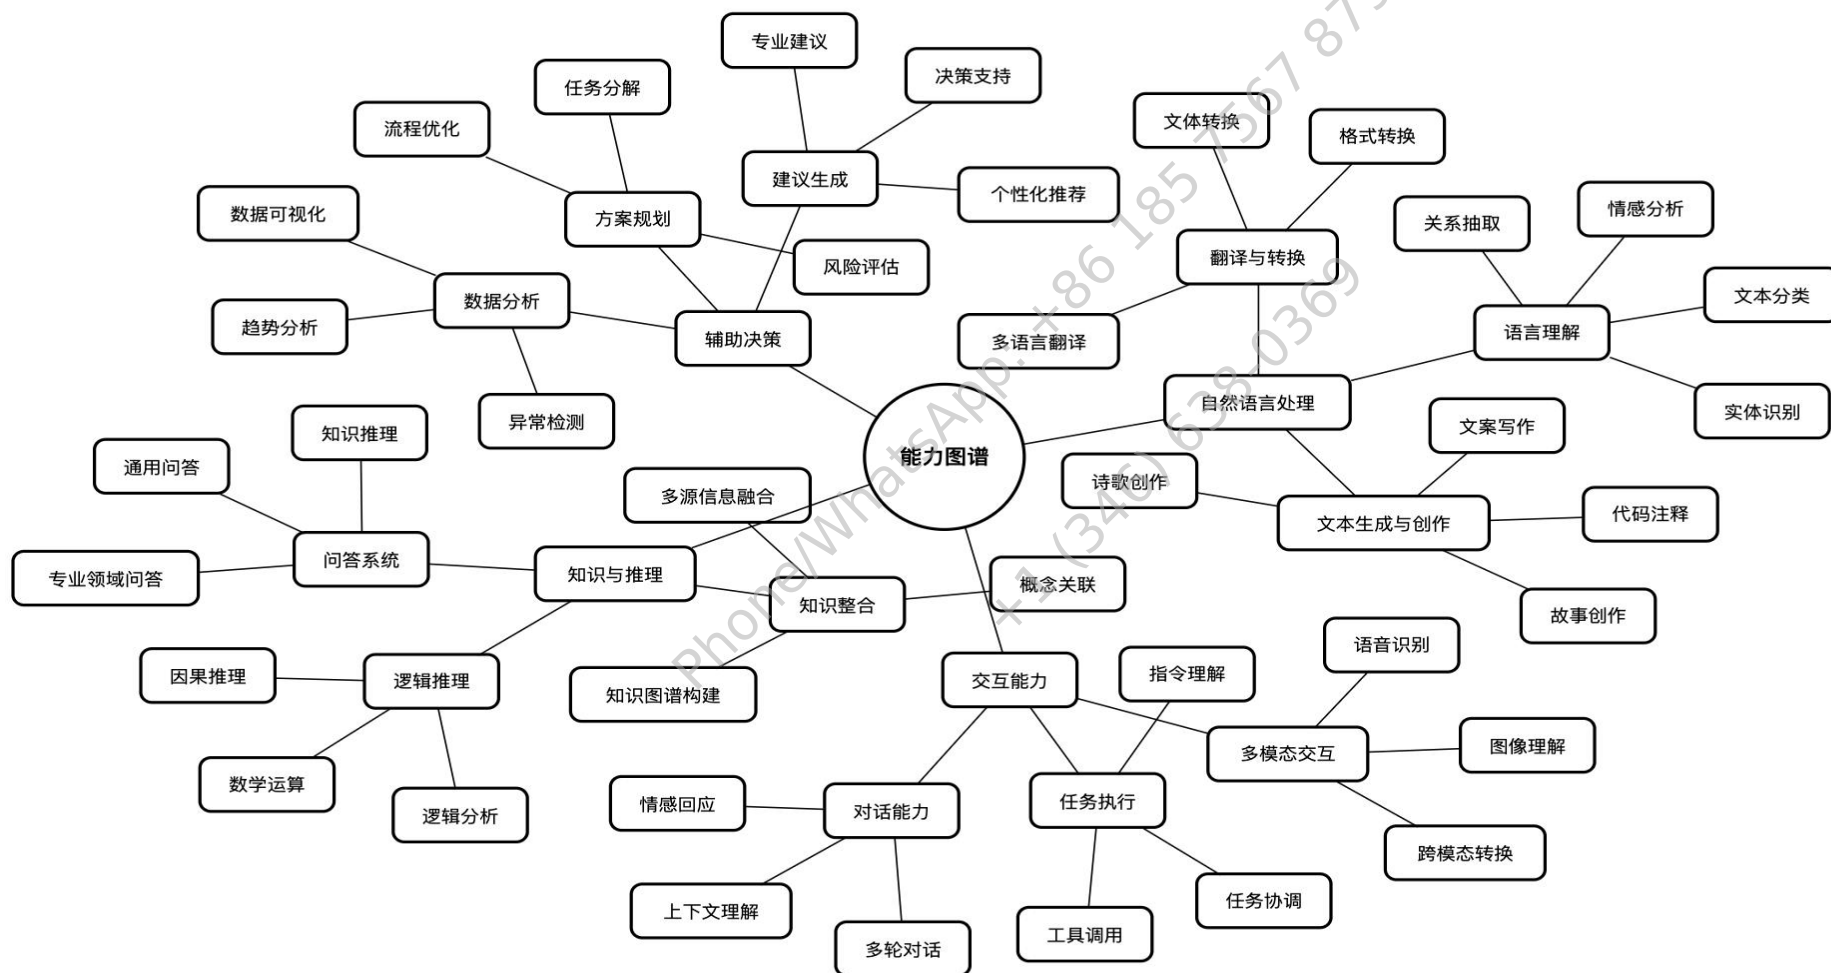 专业建议
决策支持
任务分解
流程优化
文体转换
格式转换
建议生成
个性化推荐
数据可视化
方案规划
关系抽取
情感分析
翻译与转换
风险评估
数据分析
文本分类
趋势分析
辅助决策
多语言翻译
语言理解
异常检测
自然语言处理
实体识别
知识推理
文案写作
通用问答
能力图谱
诗歌创作
多源信息融合
文本生成与创作
代码注释
问答系统
专业领域问答
知识与推理
知识整合
概念关联
故事创作
语音识别
因果推理
逻辑推理
知识图谱构建
交互能力
指令理解
多模态交互
图像理解
数学运算
逻辑分析
情感回应
对话能力
任务执行
跨模态转换
上下文理解
任务协调
多轮对话
工具调用
Phone/WhatsApp: +86 185 7567 873
+1 (346) 638-0369